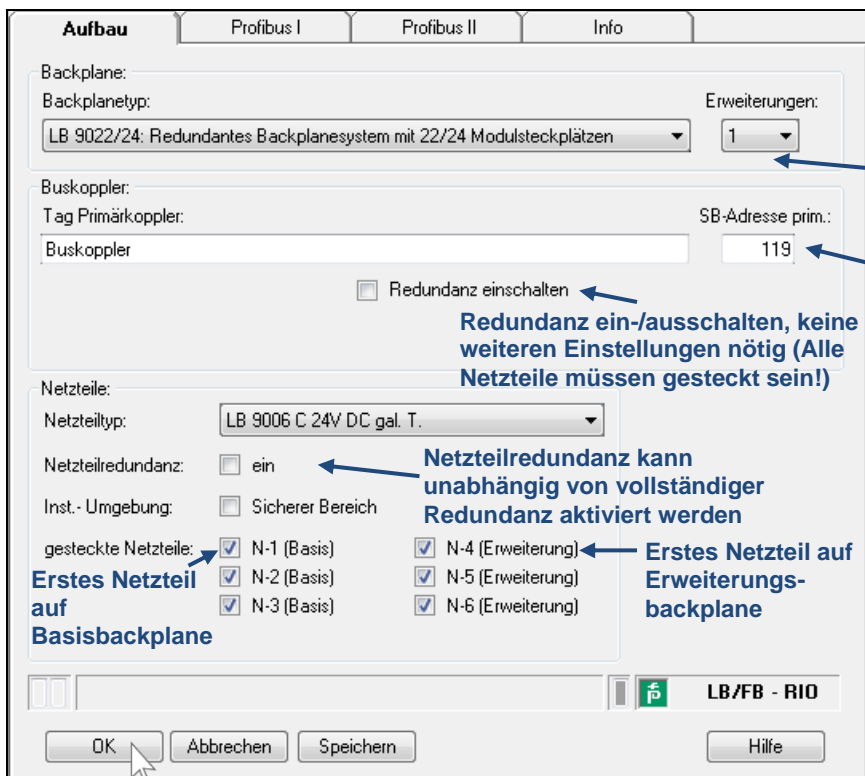 Aufbau
Profibus I
Profibus II
Info
Backplane:
Backplanetyp:
Erweiterungen:
LB 9022/24: Redundantes Backplanesystem mit 22/24 Modulsteckplätzen
1
Buskoppler:
Tag Primärkoppler:
SB-Adresse prim.:
Buskoppler
119
Redundanz einschalten
Redundanz ein-/ausschalten, keine
weiteren Einstellungen nötig (Alle
Netzteile müssen gesteckt sein!)
Netzteile:
Netzteiltyp:
LB 9006 C 24V DC gal. T.
Netzteilredundanz:
ein
Netzteilredundanz kann
unabhängig von vollständiger
Redundanz aktiviert werden
Inst.- Umgebung:
Sicherer Bereich
gesteckte Netzteile:
N-1 (Basis)
N-4 (Erweiterung)
N-2 (Basis)
N-5 (Erweiterung)
N-3 (Basis)
N-6 (Erweiterung)
Erstes Netzteil
auf
Basisbackplane
Erstes Netzteil auf
Erweiterungs-
backplane
LB/FB - RIO
OK
Abbrechen
Speichern
Hilfe